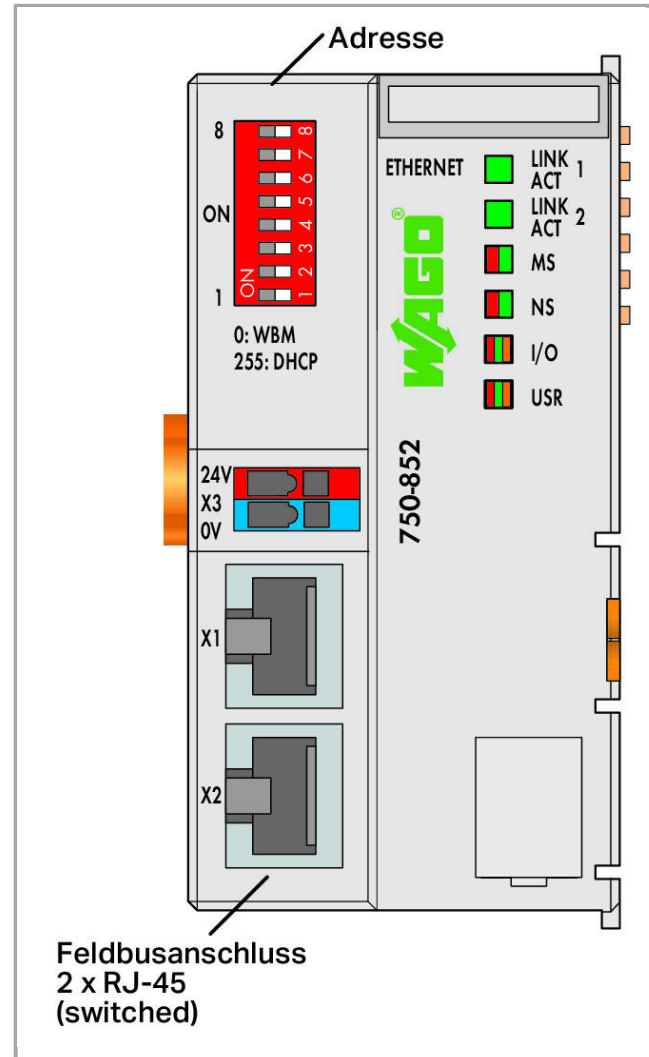 Adresse
8
8
7
6
5
ON
4
3
ON 2
1
1
0: WBM
255: DHCP
ETHERNET
LINK
ACT 1
LINK
ACT 2
MS
NS
I/O
USR
WAGO®
750-852
24V
X3
0V
X1
X2
Feldbusanschluss
2 x RJ-45
(switched)